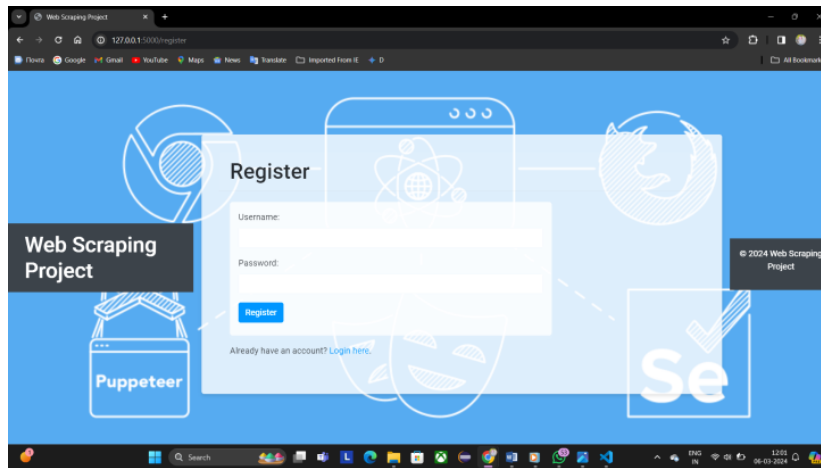 Web Scraping Project
127.0.0.1:5000/register
Почта Google Gmail YouTube Maps News Translate Imported From IE D
All Bookmark
Register
Username:
Web Scraping
Project
Password:
© 2024 Web Scraping
Project
Register
Already have an account? Login here.
Puppeteer
Se
Search
ENG
IN
12:01
06-03-2024